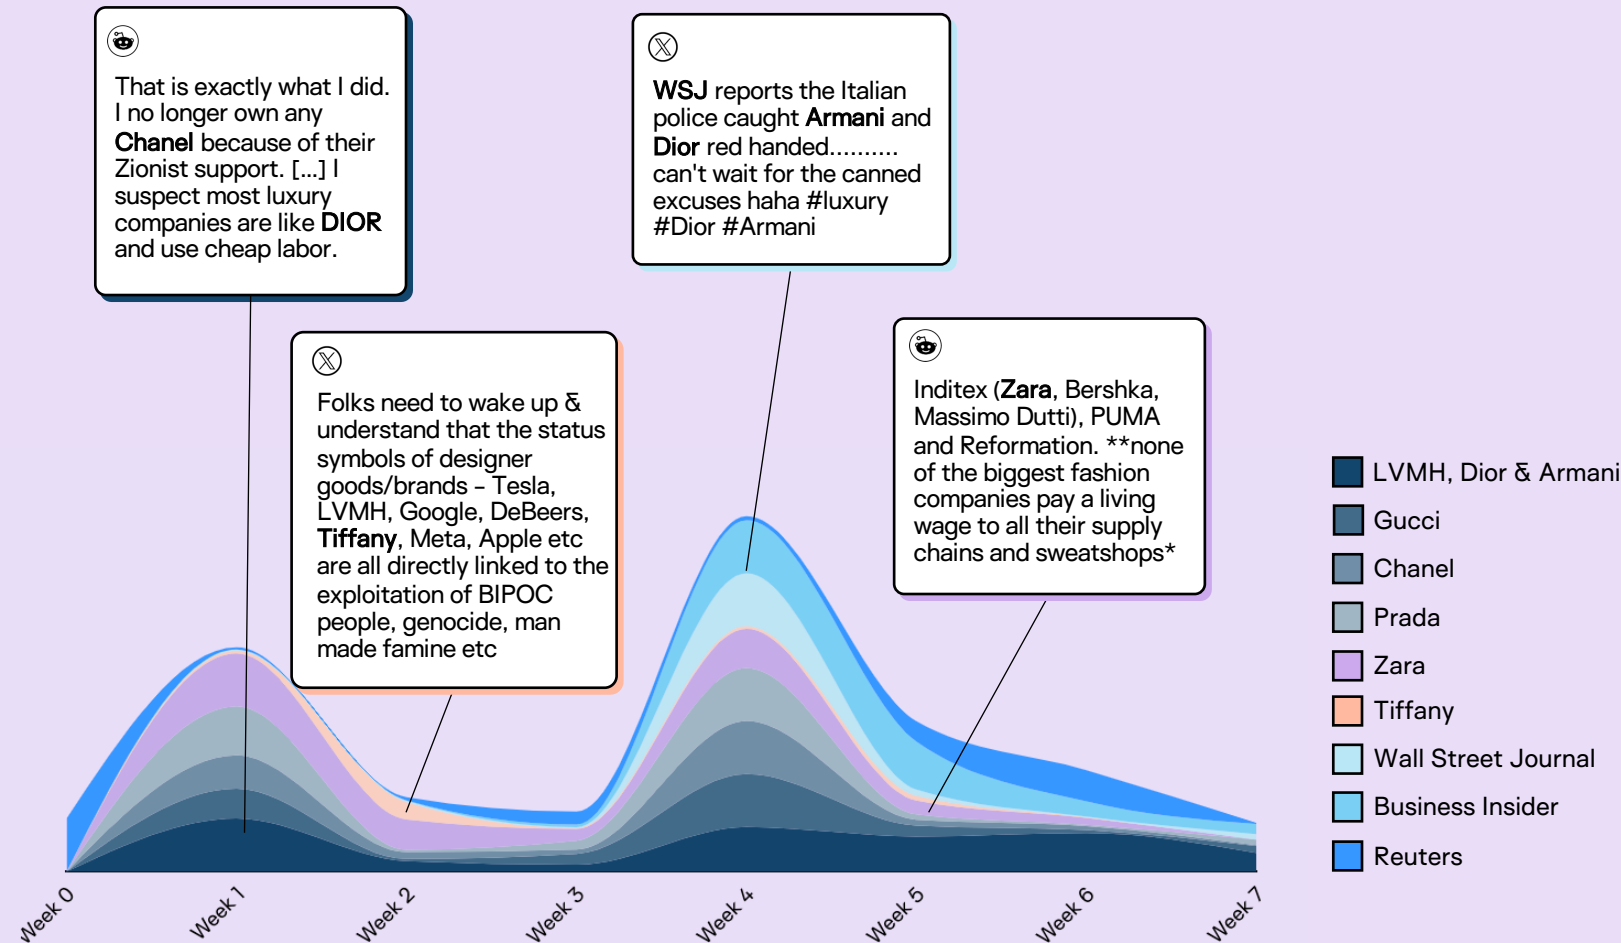 That is exactly what I did.
I no longer own any
Chanel because of their
Zionist support. [...] I
suspect most luxury
companies are like DIOR
and use cheap labor.
Folks need to wake up &
understand that the status
symbols of designer
goods/brands – Tesla,
LVMH, Google, DeBeers,
Tiffany, Meta, Apple etc
are all directly linked to the
exploitation of BIPOC
people, genocide, man
made famine etc
WSJ reports the Italian
police caught Armani and
Dior red handed..........
can't wait for the canned
excuses haha #luxury
#Dior #Armani
Inditex (Zara, Bershka,
Massimo Dutti), PUMA
and Reformation. **none
of the biggest fashion
companies pay a living
wage to all their supply
chains and sweatshops*
LVMH, Dior & Armani
Gucci
Chanel
Prada
Zara
Tiffany
Wall Street Journal
Business Insider
Reuters
Week 0
Week 1
Week 2
Week 3
Week 4
Week 5
Week 6
Week 7